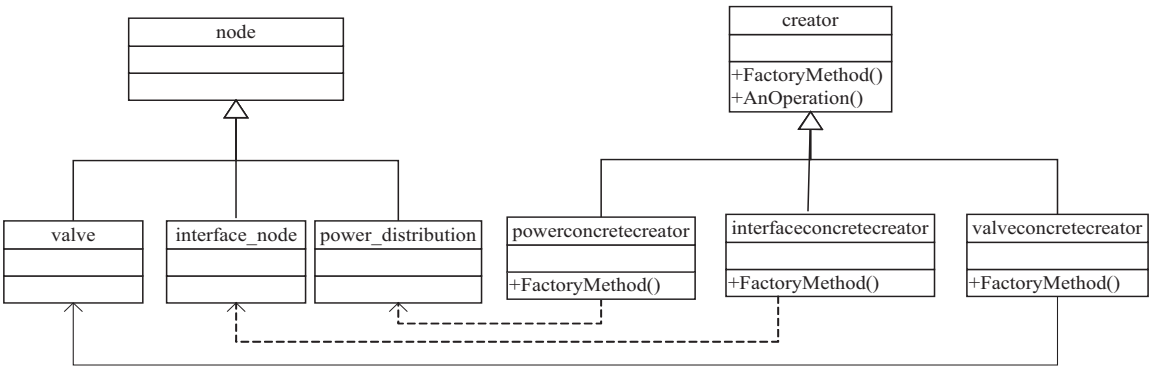 node
creator
+FactoryMethod()
+AnOperation()
valve
interface_node
power_distribution
powerconcretecreator
+FactoryMethod()
interfaceconcretecreator
+FactoryMethod()
valveconcretecreator
+FactoryMethod()